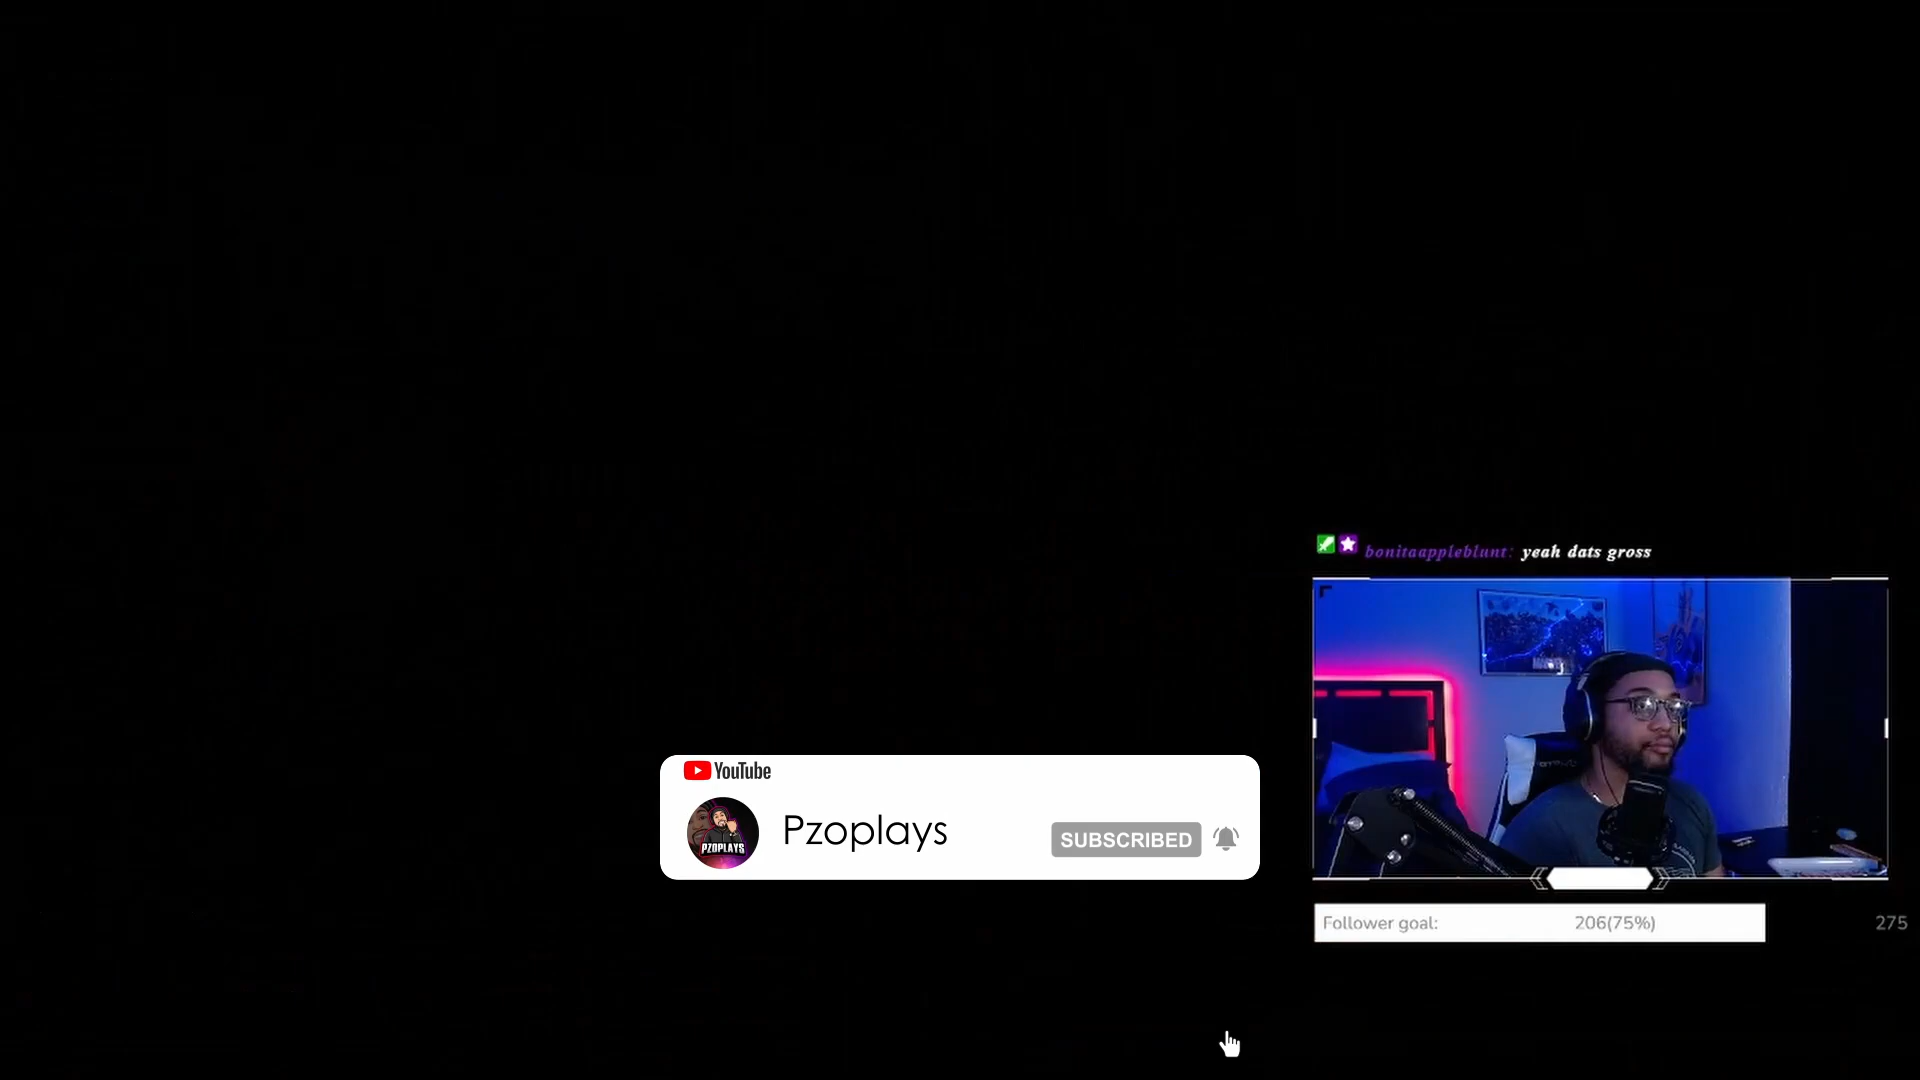 bonitaappleblunt: yeah dats gross
YouTube
PZOPLAYS
Pzoplays
SUBSCRIBED
Follower goal: 206(75%) 275